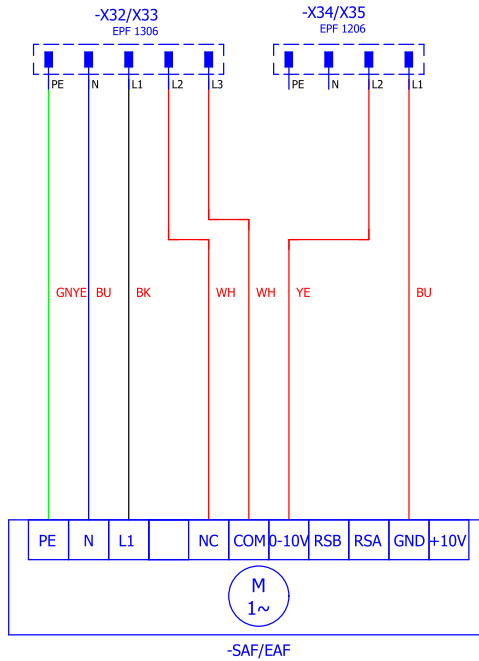 -X32/X33
EPF 1306
-X34/X35
EPF 1206
PE N L1 L2 L3
PE N L2 L1
GNYE BU BK WH WH YE BU
PE N L1 NC COM 0-10V RSB RSA GND +10V
M
1~
-SAF/EAF